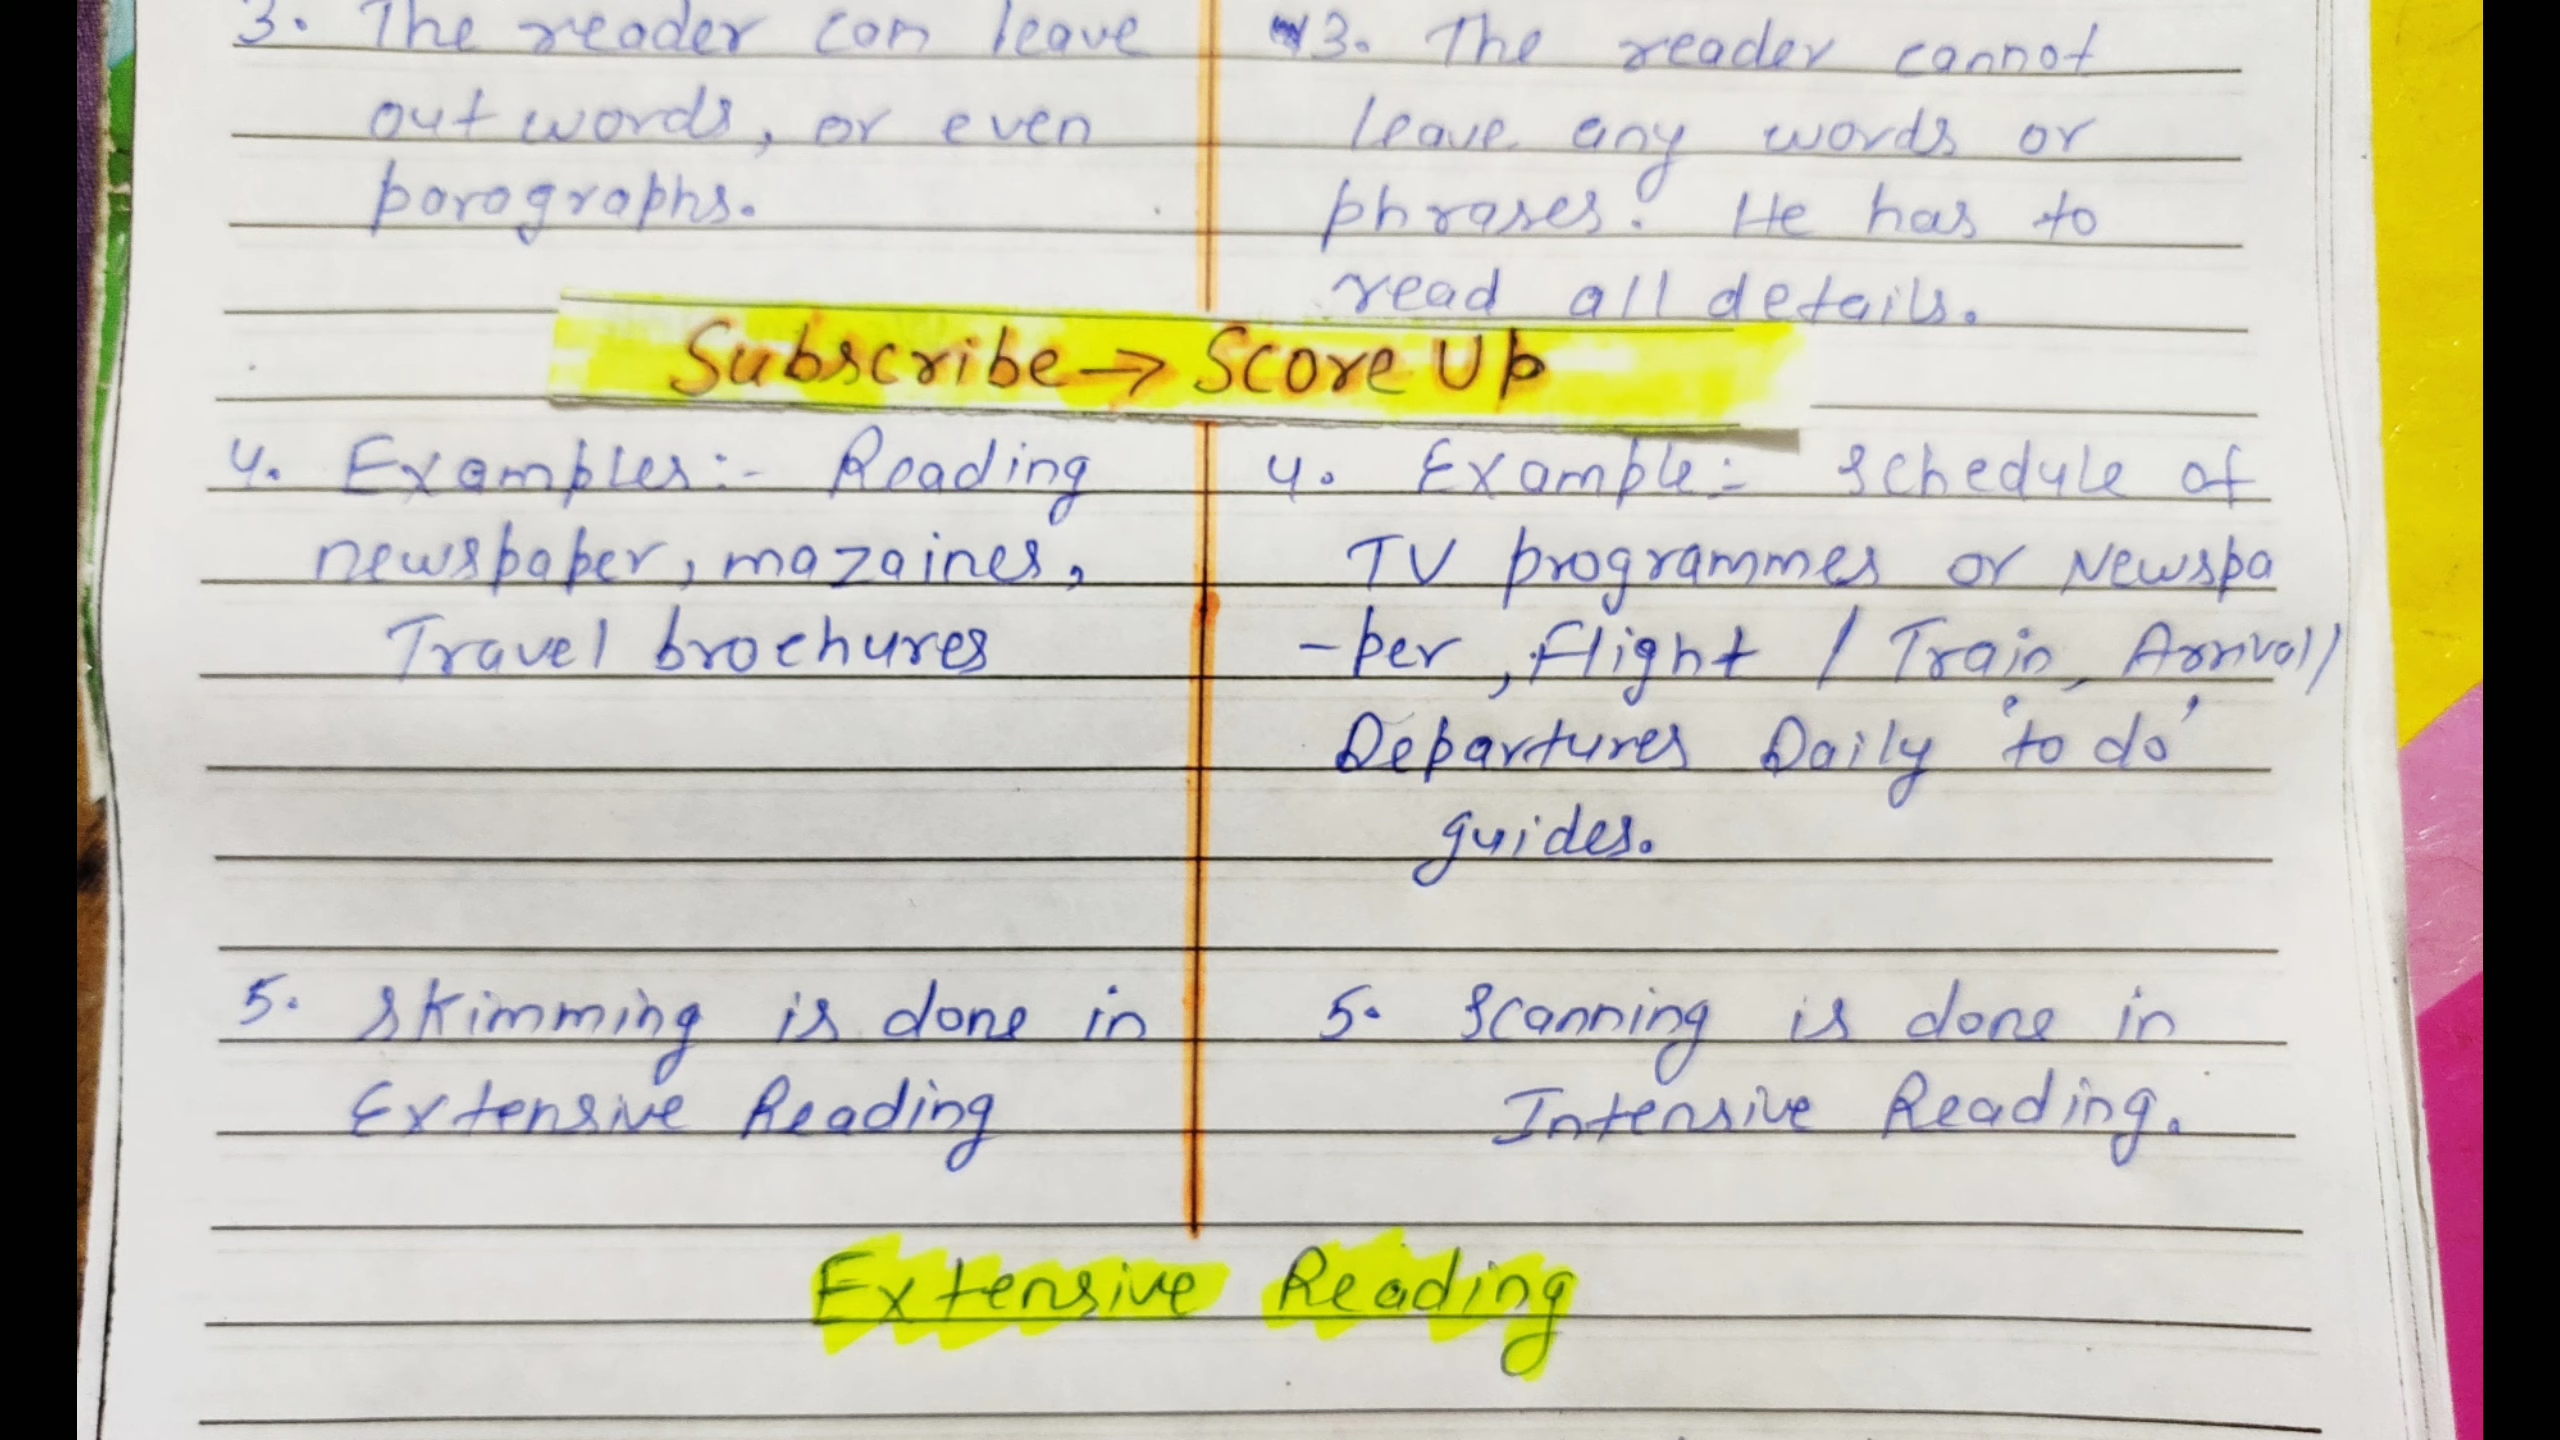 3. The reader can leave
out words, or even
paragraphs.
3. The reader cannot
leave any words or
phrases. He has to
read all details.
Subscribe → Score Up
4. Examples:- Reading
newspaper, mazaines,
Travel brochures
4. Example:- Schedule of
TV programmes or Newspa
-per, Flight / Train, Arrival/
Departures Daily 'to do'
guides.
5. Skimming is done in
Extensive Reading
5. Scanning is done in
Intensive Reading.
Extensive Reading